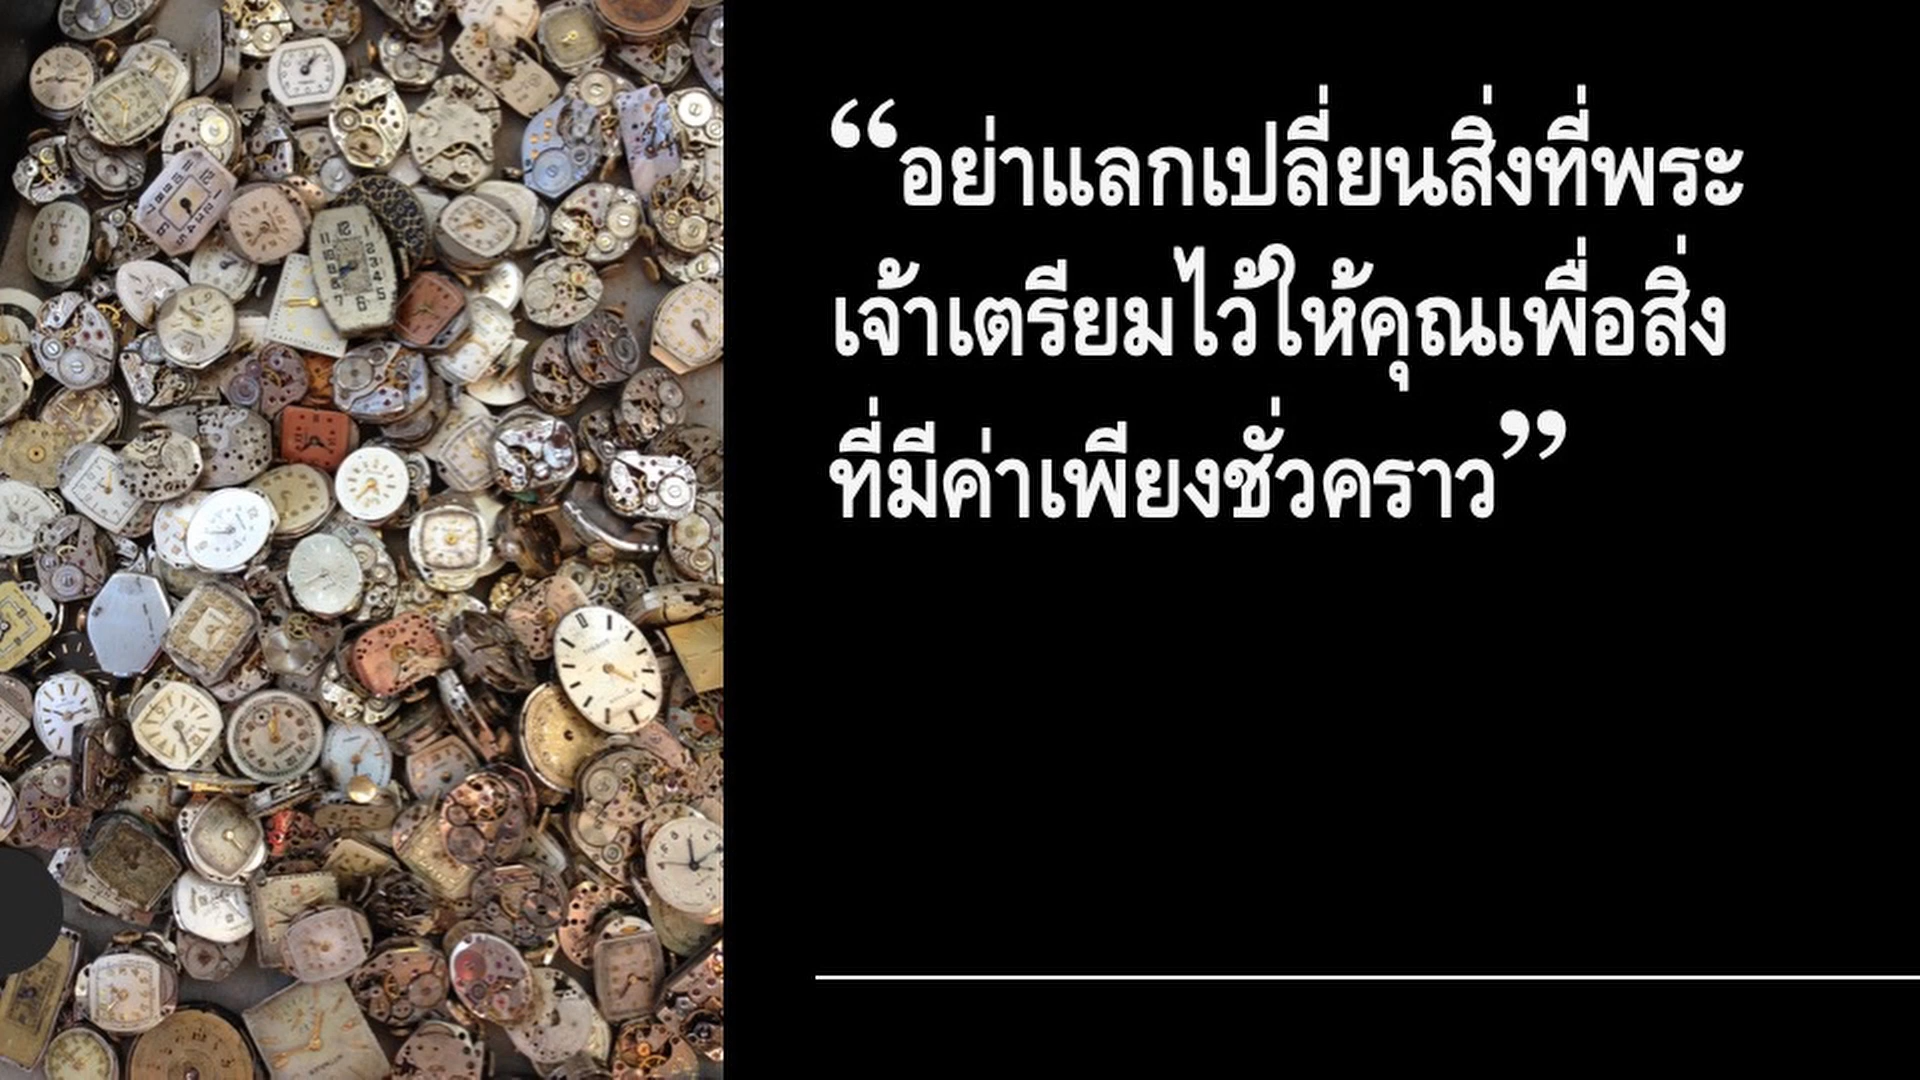 “อย่าแลกเปลี่ยนสิ่งที่พระ
เจ้าเตรียมไว้ให้คุณเพื่อสิ่ง
ที่มีค่าเพียงชั่วคราว”